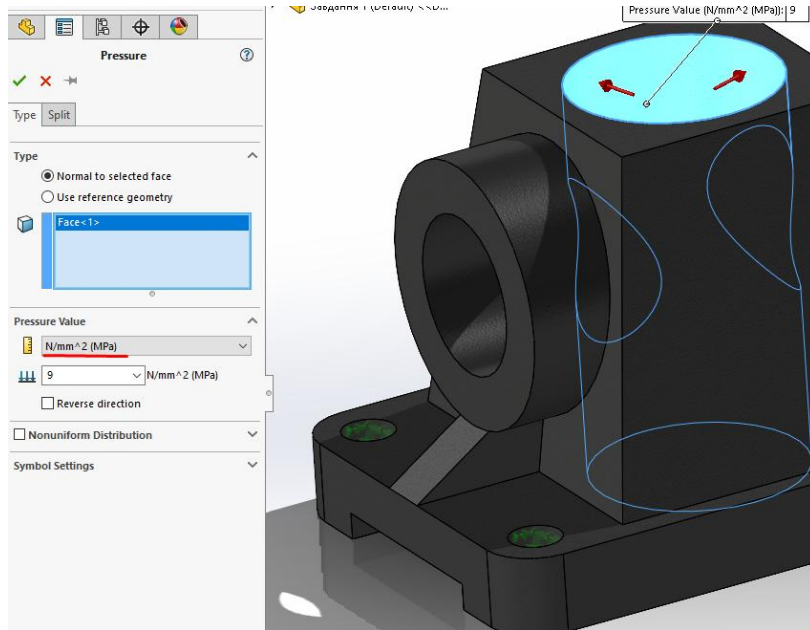 Завдання 1 (Default) <<D...
Pressure Value (N/mm^2 (MPa)): 9
Pressure
Type Split
Type
Normal to selected face
Use reference geometry
Face<1>
Pressure Value
N/mm^2 (MPa)
9 N/mm^2 (MPa)
Reverse direction
Nonuniform Distribution
Symbol Settings